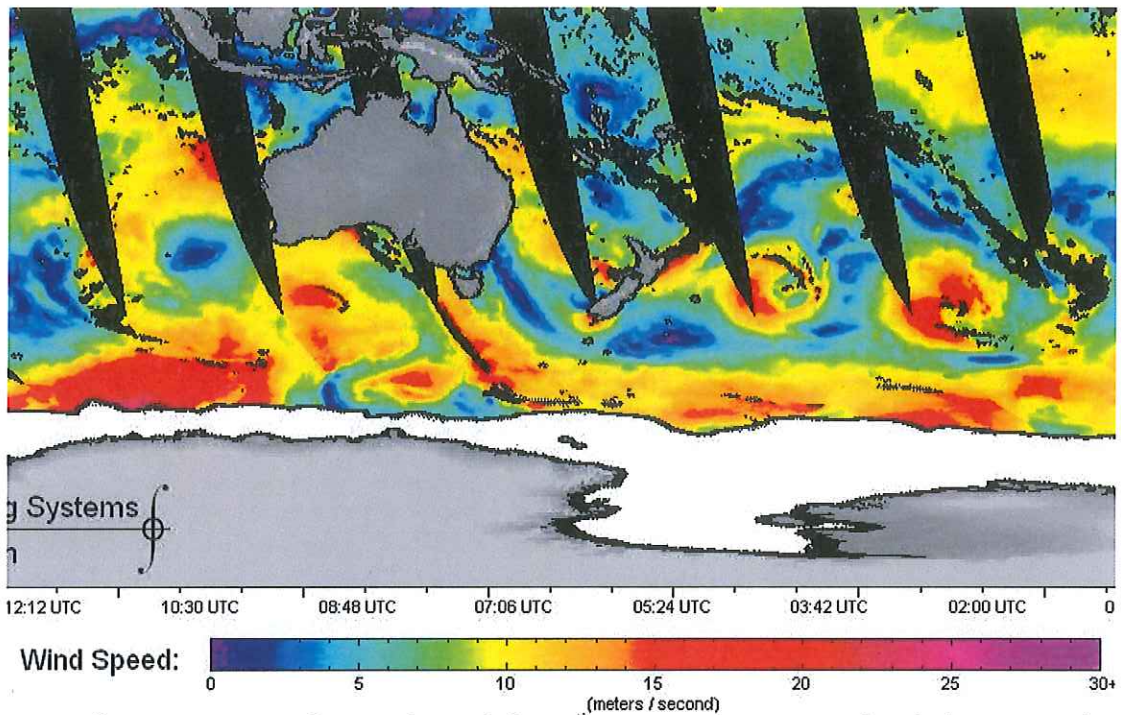 g Systems
n
12:12 UTC 10:30 UTC 08:48 UTC 07:06 UTC 05:24 UTC 03:42 UTC 02:00 UTC 0
Wind Speed:
0 5 10 15 20 25 30+
(meters / second)